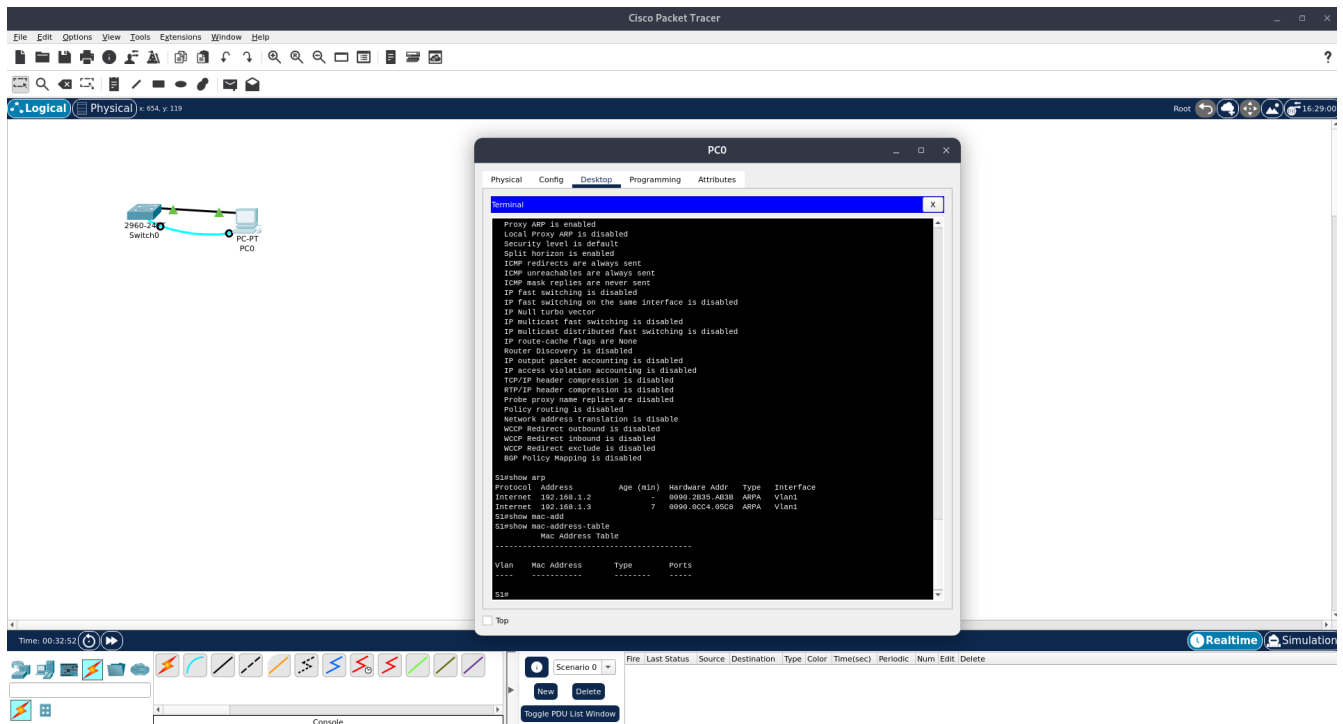 Cisco Packet Tracer
File Edit Options View Tools Extensions Window Help
?
Logical Physical x: 654, y: 119 Root 16:29:00
PC0
Physical Config Desktop Programming Attributes
Terminal X
Proxy ARP is enabled
Local Proxy ARP is disabled
Security level is default
Split horizon is enabled
ICMP redirects are always sent
ICMP unreachables are always sent
ICMP mask replies are never sent
IP fast switching is disabled
IP fast switching on the same interface is disabled
IP Null turbo vector
IP multicast fast switching is disabled
IP multicast distributed fast switching is disabled
IP route-cache flags are None
Router Discovery is disabled
IP output packet accounting is disabled
IP access violation accounting is disabled
TCP/IP header compression is disabled
RTP/IP header compression is disabled
Probe proxy name replies are disabled
Policy routing is disabled
Network address translation is disable
WCCP Redirect outbound is disabled
WCCP Redirect inbound is disabled
WCCP Redirect exclude is disabled
BGP Policy Mapping is disabled
S1#show arp
Protocol Address Age (min) Hardware Addr Type Interface
Internet 192.168.1.2 - 0090.2B35.AB3B ARPA Vlan1
Internet 192.168.1.3 7 0090.0CC4.05C8 ARPA Vlan1
S1#show mac-add
S1#show mac-address-table
Mac Address Table
-------------------------------------------
Vlan Mac Address Type Ports
---- ----------- -------- -----
S1#
Top
2960-24
Switch0
PC-PT
PC0
Time: 00:32:52 Realtime Simulation
Scenario 0
New Delete
Toggle PDU List Window
Fire Last Status Source Destination Type Color Time(sec) Periodic Num Edit Delete
Console